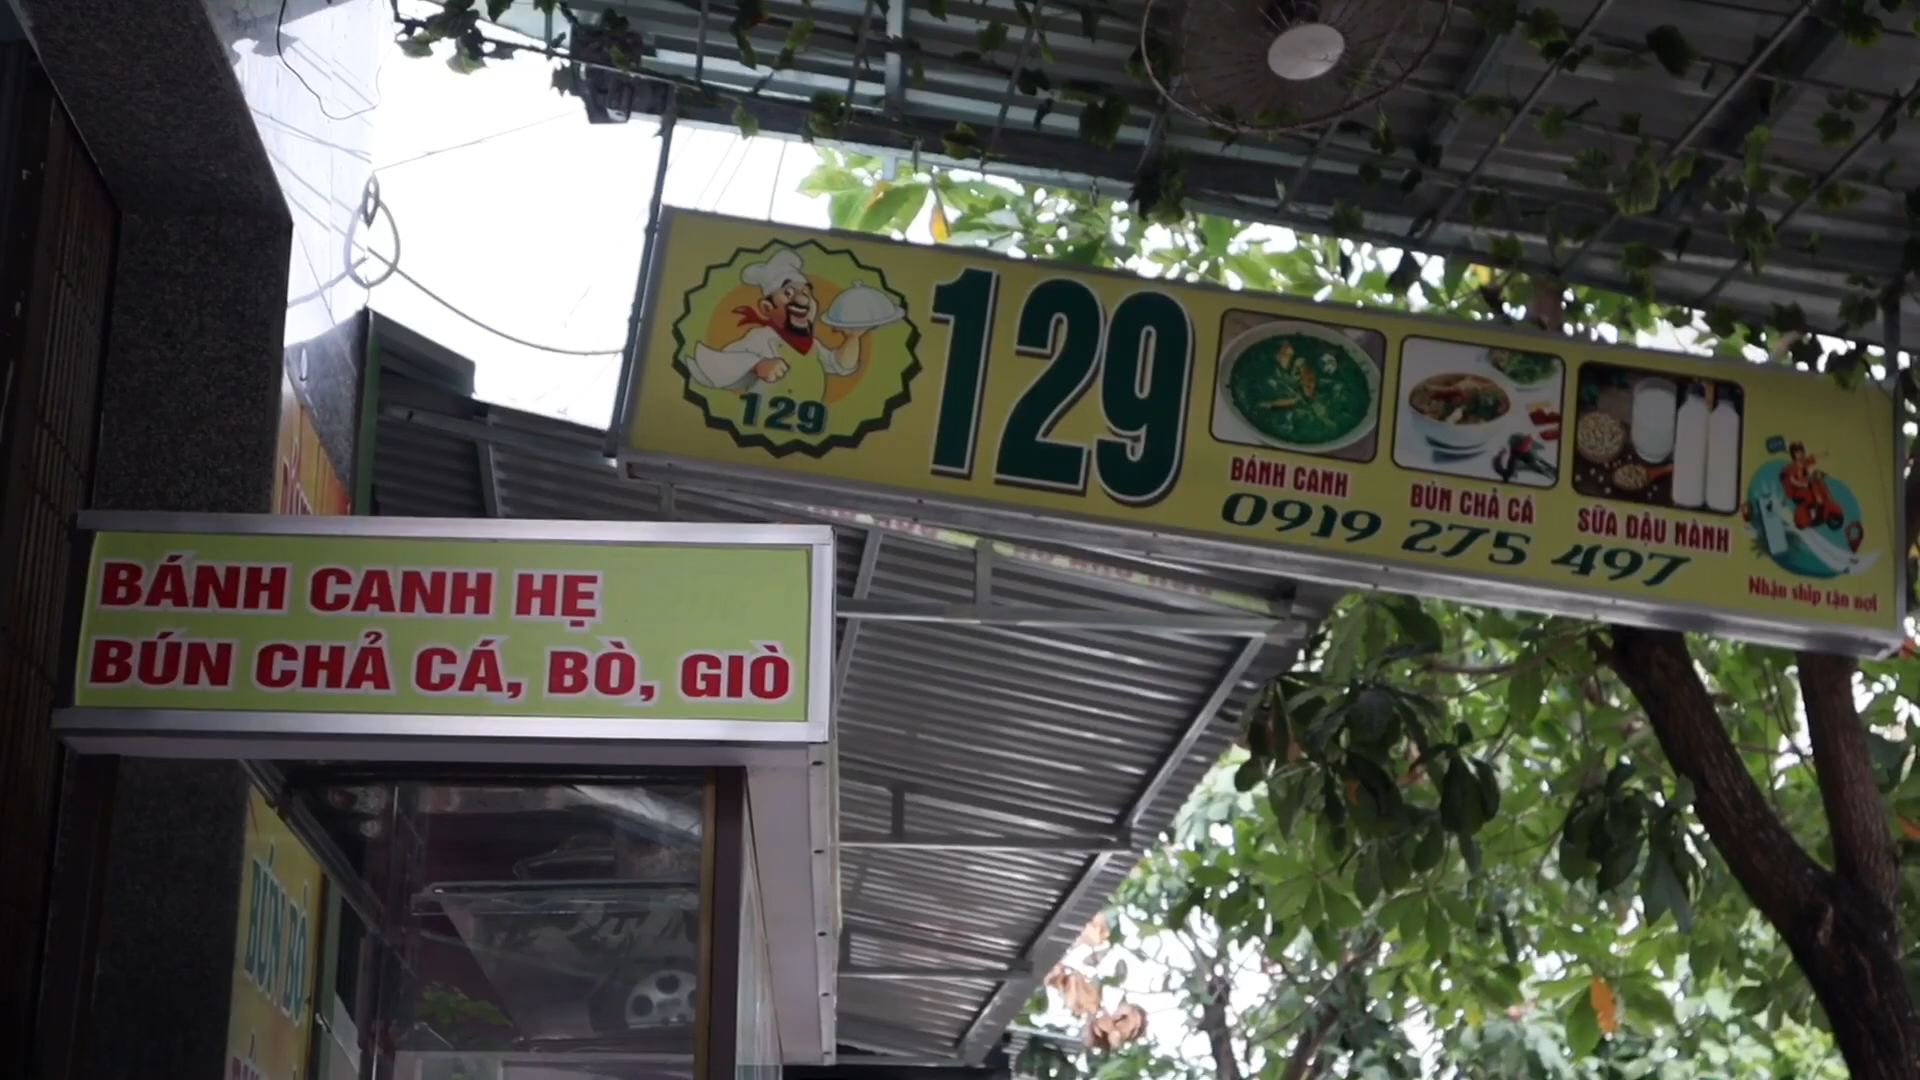 129
129
BÁNH CANH
BÚN CHẢ CÁ
SỮA ĐẬU NÀNH
0919 275 497
Nhận ship tận nơi
BÁNH CANH HẸ
BÚN CHẢ CÁ, BÒ, GIÒ
BÚN BÒ